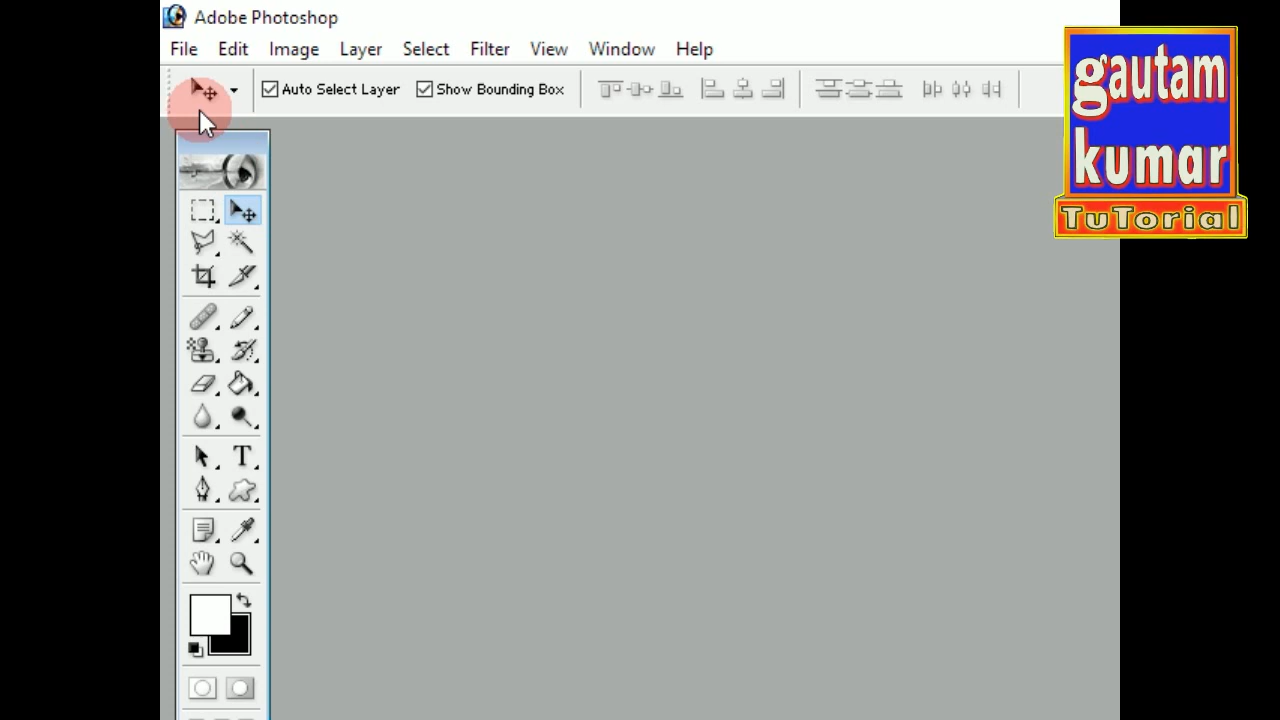 Adobe Photoshop
File Edit Image Layer Select Filter View Window Help
Auto Select Layer Show Bounding Box
gautam
kumar
TuTorial
T